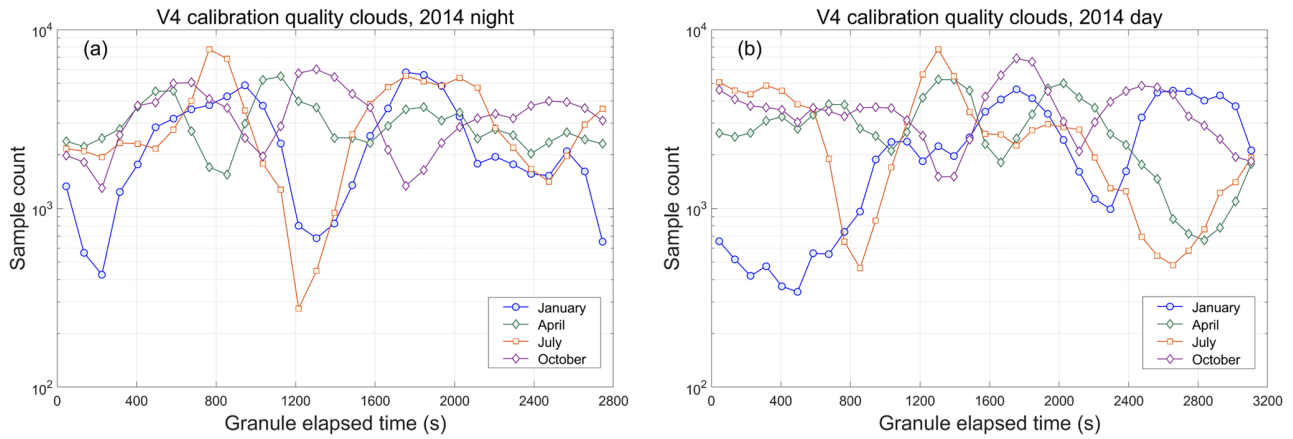 V4 calibration quality clouds, 2014 night
(a)
10^4
10^3
10^2
Sample count
0 400 800 1200 1600 2000 2400 2800
Granule elapsed time (s)
January
April
July
October
V4 calibration quality clouds, 2014 day
(b)
10^4
10^3
10^2
Sample count
0 400 800 1200 1600 2000 2400 2800 3200
Granule elapsed time (s)
January
April
July
October